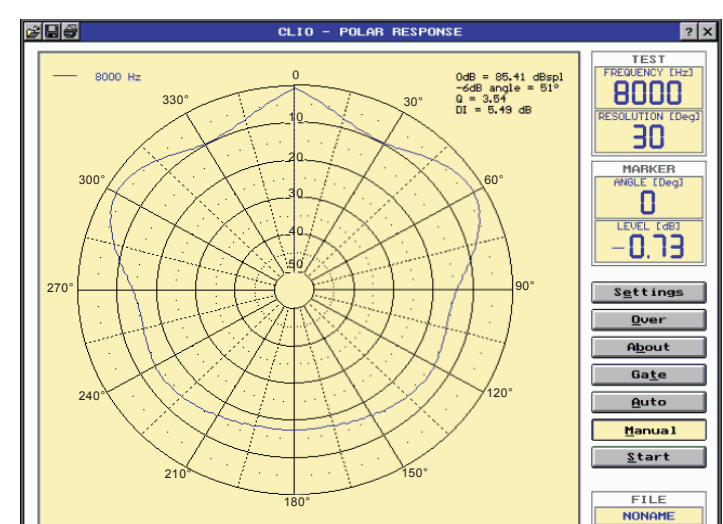 CLIO - POLAR RESPONSE
? X
8000 Hz
0dB = 85.41 dBspl
-6dB angle = 51°
Q = 3.54
DI = 5.49 dB
0
330°
30°
10
300°
20
60°
30
40
50
270°
90°
240°
120°
210°
150°
180°
TEST
FREQUENCY [Hz]
8000
RESOLUTION [Deg]
30
MARKER
ANGLE [Deg]
0
LEVEL [dB]
-0.73
Settings
Over
About
Gate
Auto
Manual
Start
FILE
NONAME